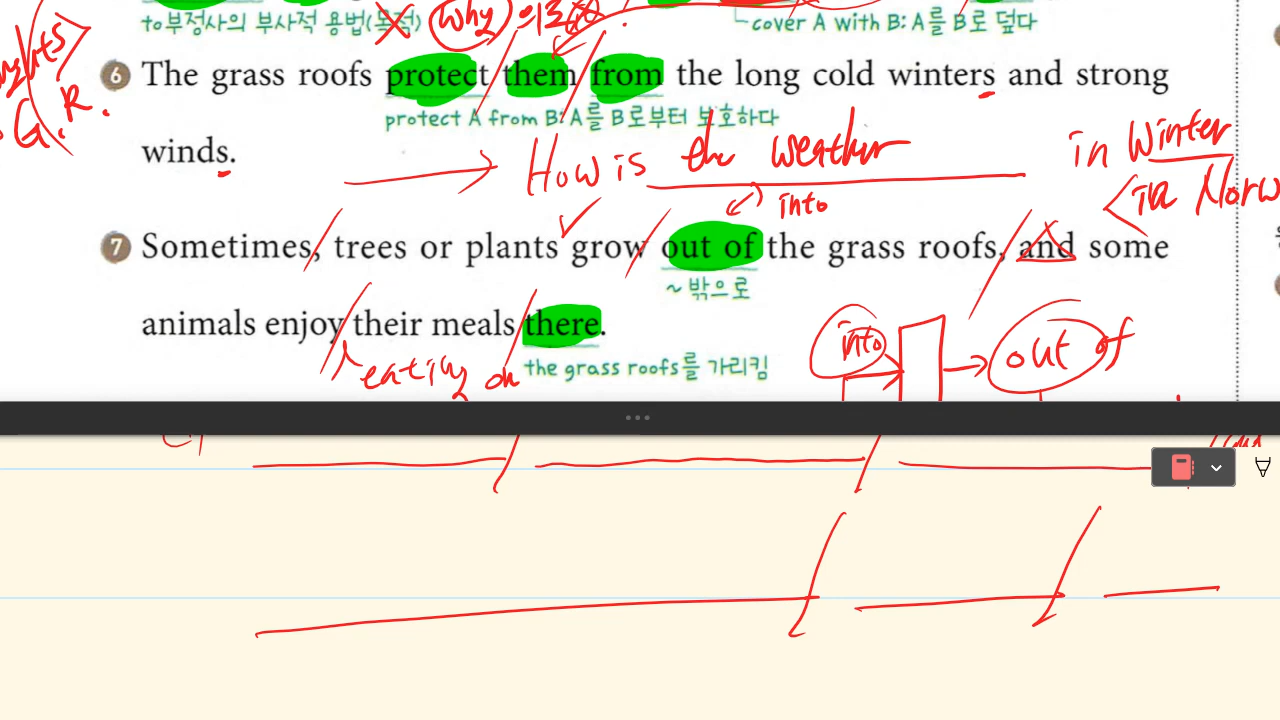 to부정사의 부사적 용법(목적) Why 의문
cover A with B: A를 B로 덮다
G. R.
6 The grass roofs protect them from the long cold winters and strong
protect A from B: A를 B로부터 보호하다
winds.
How is the weather in Winter
into
7 Sometimes, trees or plants grow out of the grass roofs, and some
~ 밖으로
animals enjoy their meals there.
into out of
eating on the grass roofs를 가리킴